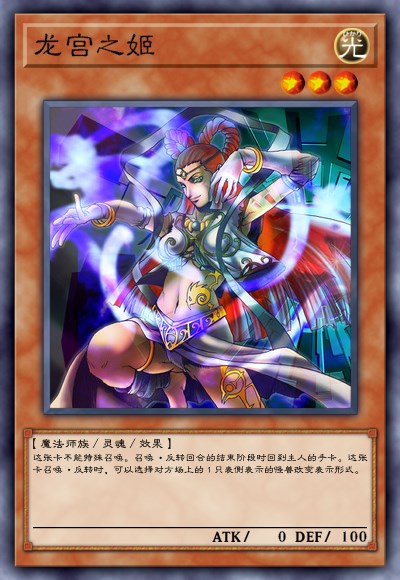 龙宫之姬
光
【魔法师族／灵魂／效果】
这张卡不能特殊召唤。召唤·反转回合的结束阶段时回到主人的手卡。这张
卡召唤·反转时，可以选择对方场上的1只表侧表示的怪兽改变表示形式。
ATK/ 0 DEF/ 100